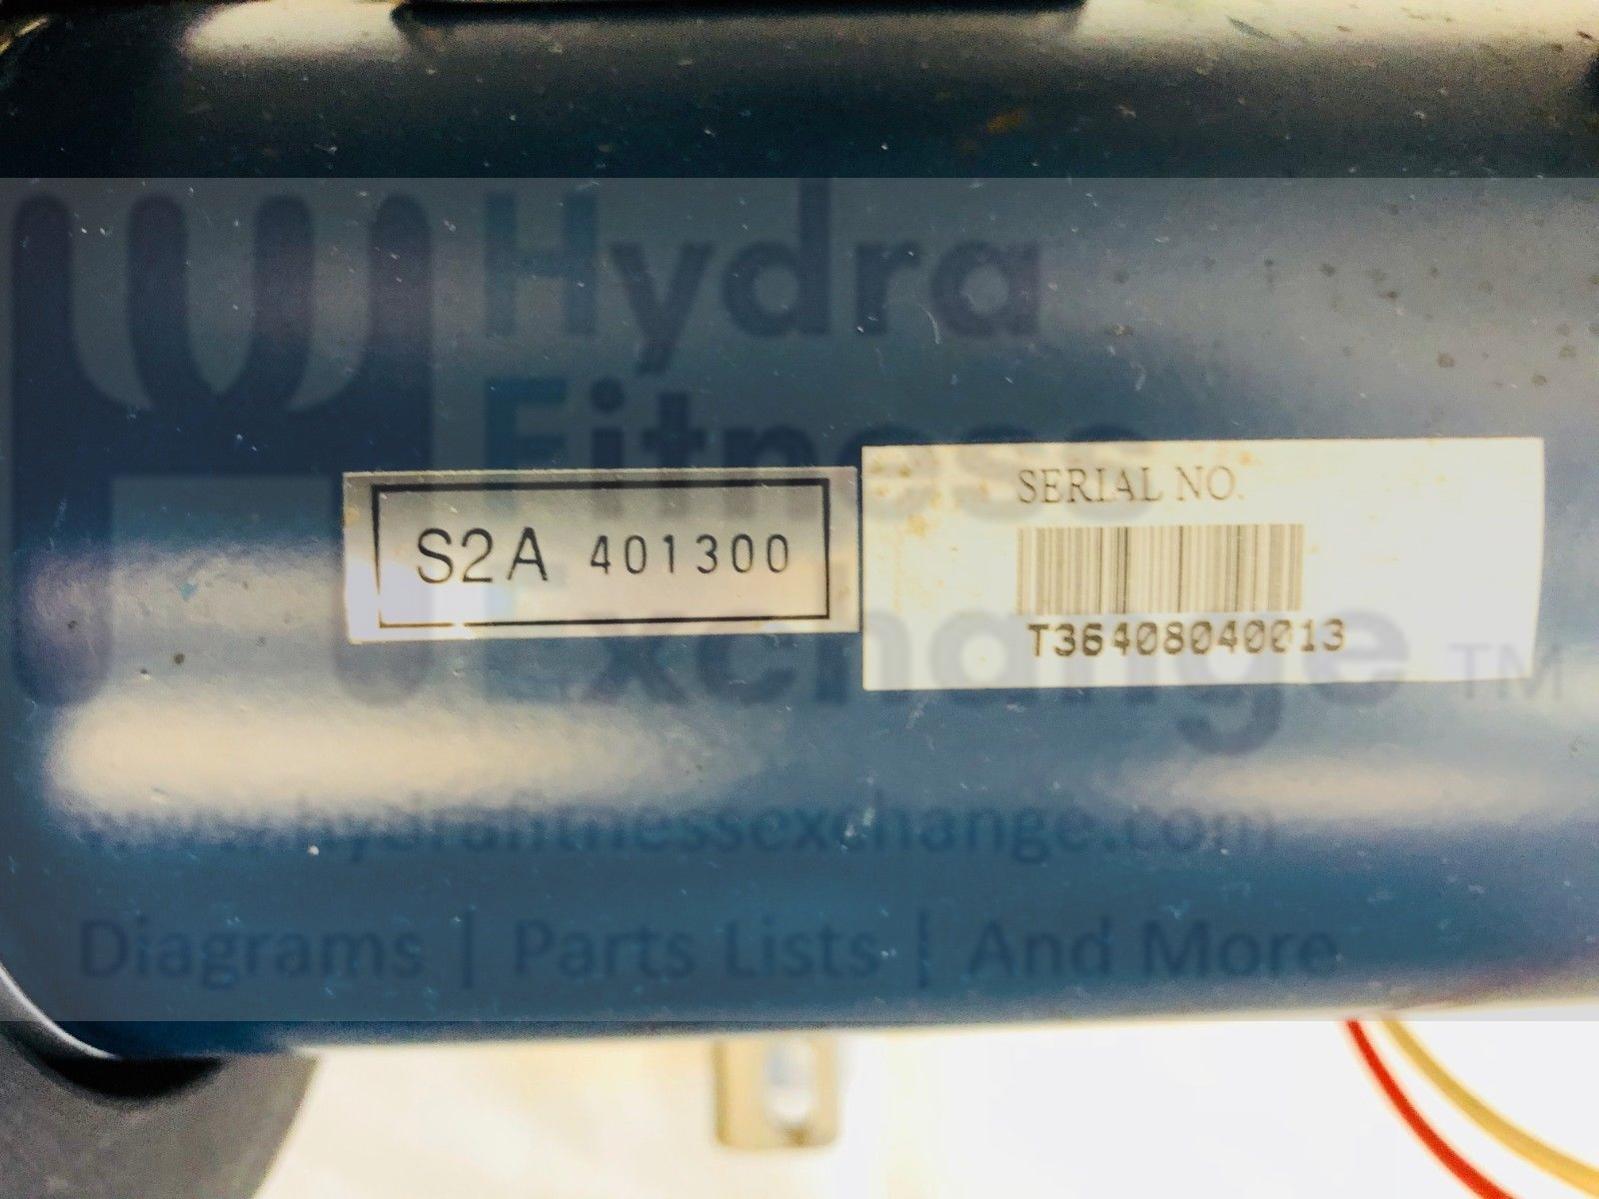 Hydra
Fitness
Exchange TM
S2A 401300
SERIAL NO.
T36408040013
www.hydrafitnessexchange.com
Diagrams | Parts Lists | And More